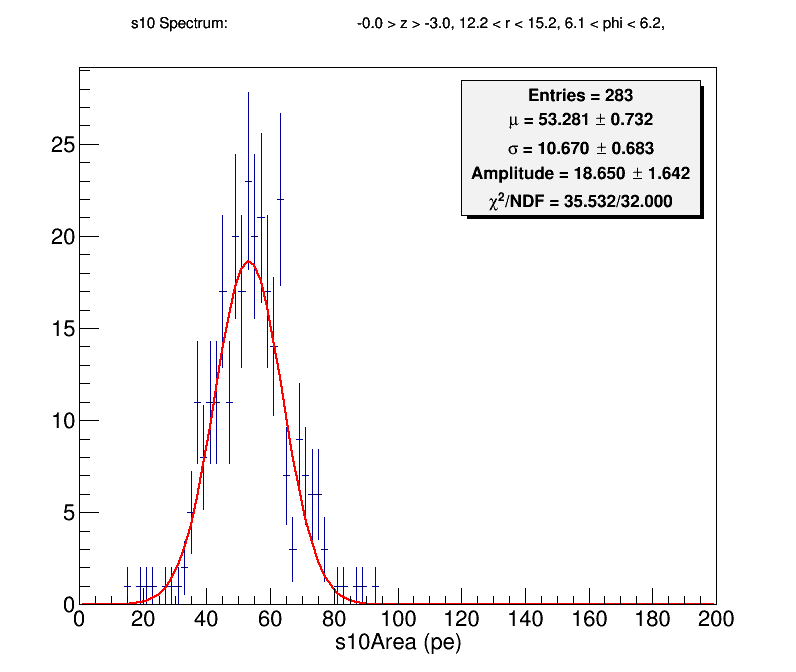 s10 Spectrum: -0.0 > z > -3.0, 12.2 < r < 15.2, 6.1 < phi < 6.2,
Entries = 283
μ = 53.281 ± 0.732
σ = 10.670 ± 0.683
Amplitude = 18.650 ± 1.642
χ²/NDF = 35.532/32.000
25
20
15
10
5
0
0 20 40 60 80 100 120 140 160 180 200
s10Area (pe)